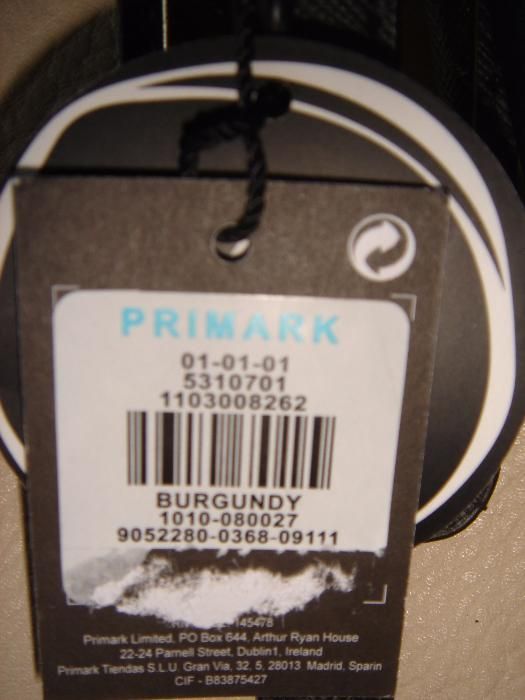 PRIMARK
01-01-01
5310701
1103008262
BURGUNDY
1010-080027
9052280-0368-09111
145478
Primark Limited, PO Box 644, Arthur Ryan House
22-24 Parnell Street, Dublin1, Ireland
Primark Tiendas S.L.U. Gran Via, 32, 5, 28013 Madrid, Sparin
CIF - B83875427